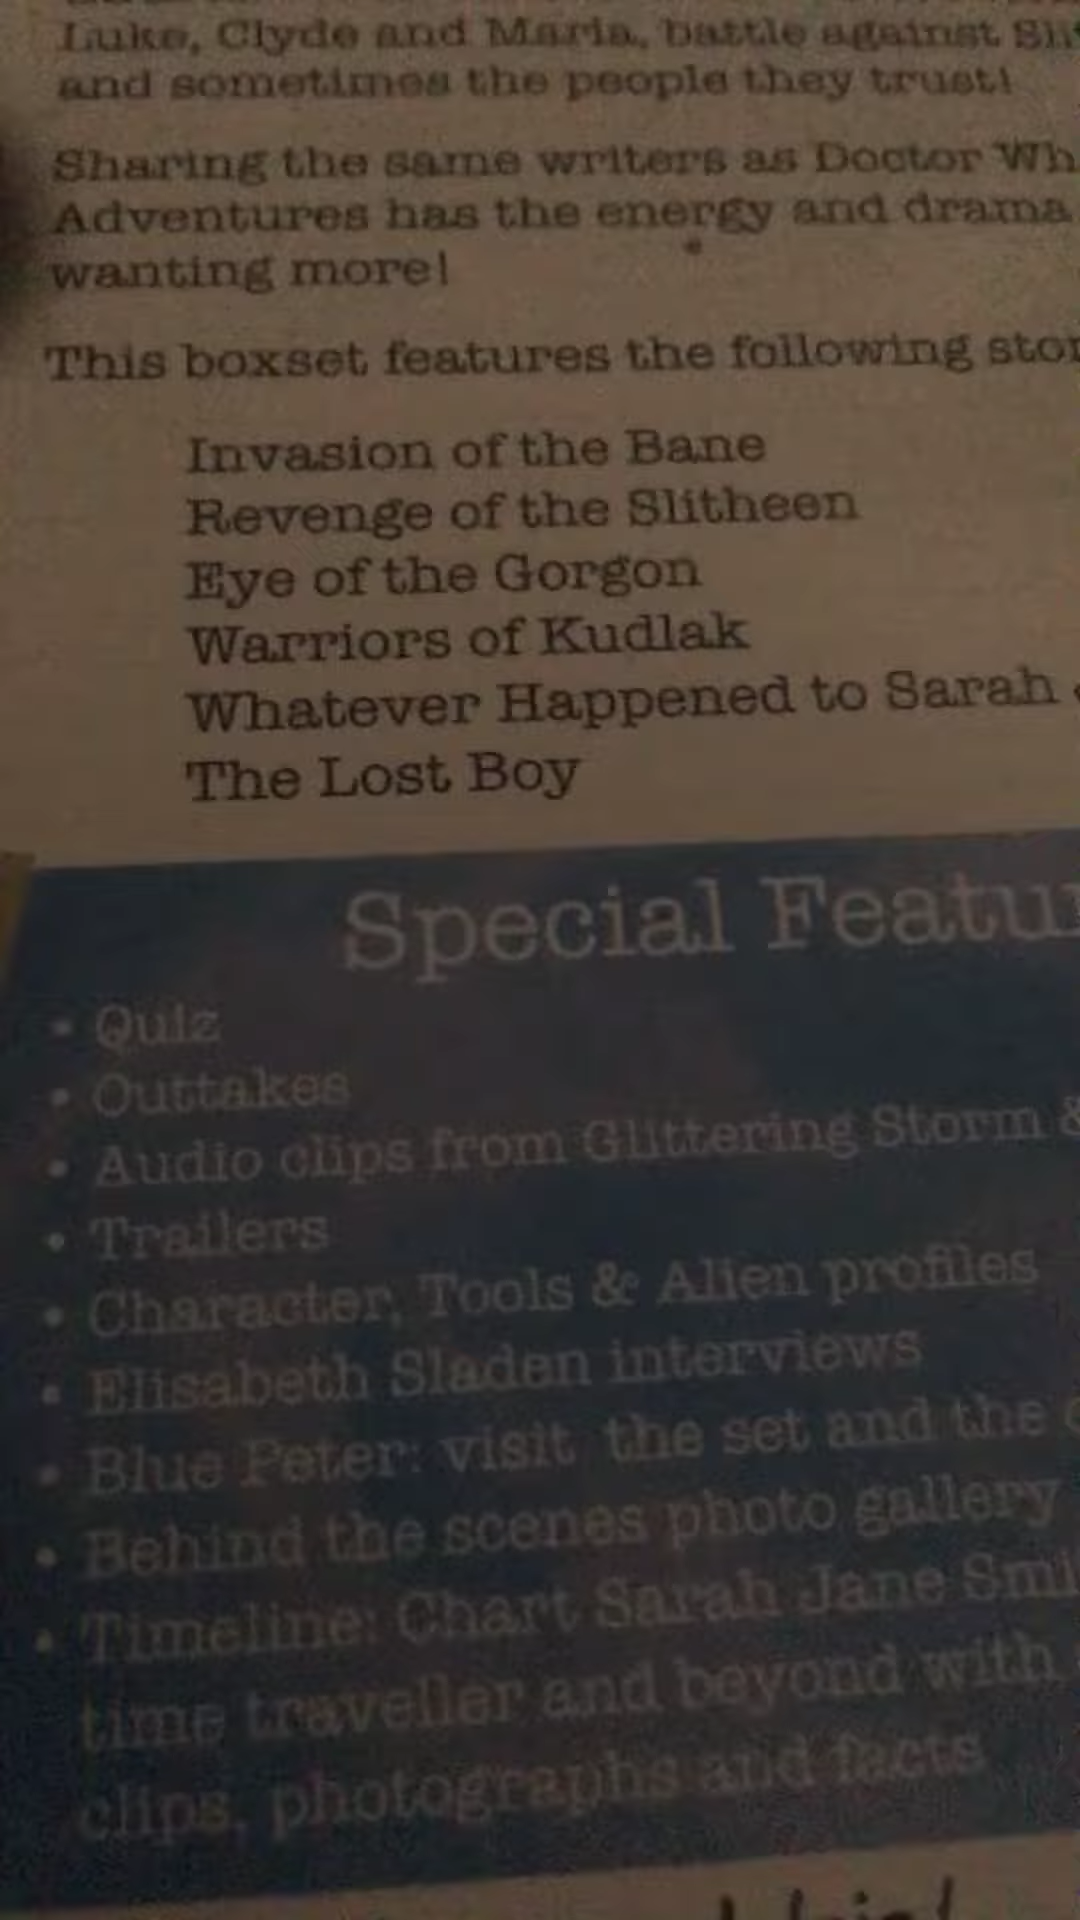 Luke, Clyde and Maria, battle against
and sometimes the people they trust!
Sharing the same writers as Doctor Wh
Adventures has the energy and drama
wanting more!
This boxset features the following stor
Invasion of the Bane
Revenge of the Slitheen
Eye of the Gorgon
Warriors of Kudlak
Whatever Happened to Sarah
The Lost Boy
Special Featur
• Quiz
• Outtakes
• Audio clips from Glittering Storm &
• Trailers
• Character, Tools & Alien profiles
• Elisabeth Sladen interviews
• Blue Peter: visit the set and the
• Behind the scenes photo gallery
• Timeline: Chart Sarah Jane Smi
time traveller and beyond with
clips, photographs and facts